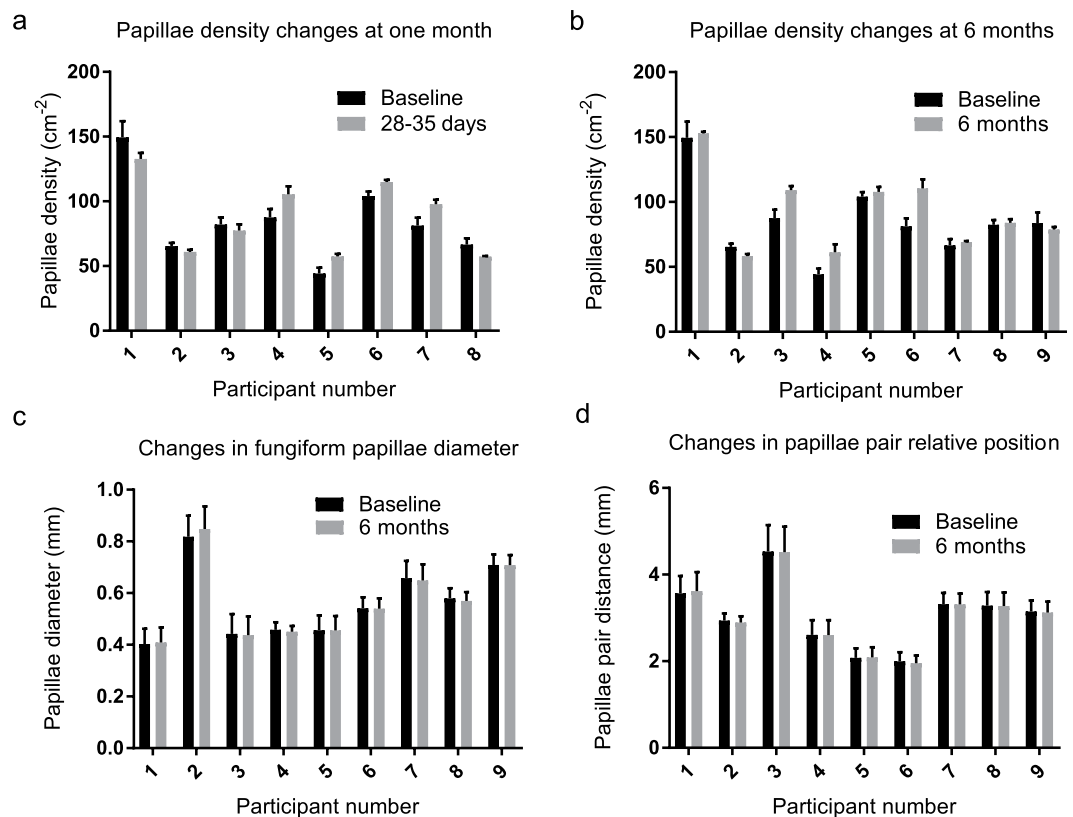 a
Papillae density changes at one month
Papillae density (cm-2)
200
150
100
50
0
Baseline
28-35 days
1 2 3 4 5 6 7 8
Participant number
b
Papillae density changes at 6 months
Papillae density (cm-2)
200
150
100
50
0
Baseline
6 months
1 2 3 4 5 6 7 8 9
Participant number
c
Changes in fungiform papillae diameter
Papillae diameter (mm)
1.0
0.8
0.6
0.4
0.2
0.0
Baseline
6 months
1 2 3 4 5 6 7 8 9
Participant number
d
Changes in papillae pair relative position
Papillae pair distance (mm)
6
4
2
0
Baseline
6 months
1 2 3 4 5 6 7 8 9
Participant number